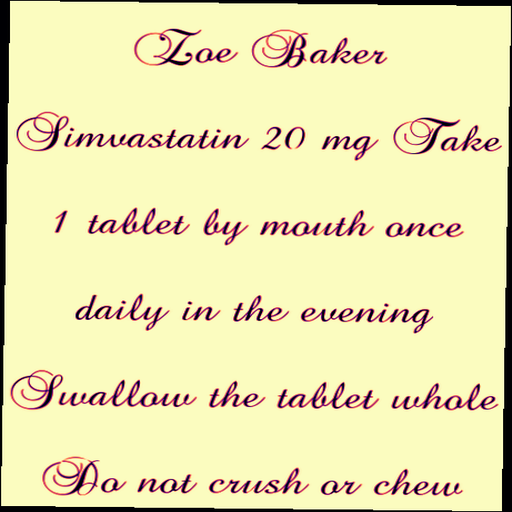 Zoe Baker
Simvastatin 20 mg Take
1 tablet by mouth once
daily in the evening
Swallow the tablet whole
Do not crush or chew